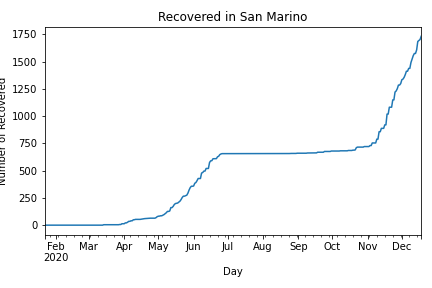 Recovered in San Marino
Number of Recovered
1750
1500
1250
1000
750
500
250
0
Feb Mar Apr May Jun Jul Aug Sep Oct Nov Dec
2020
Day